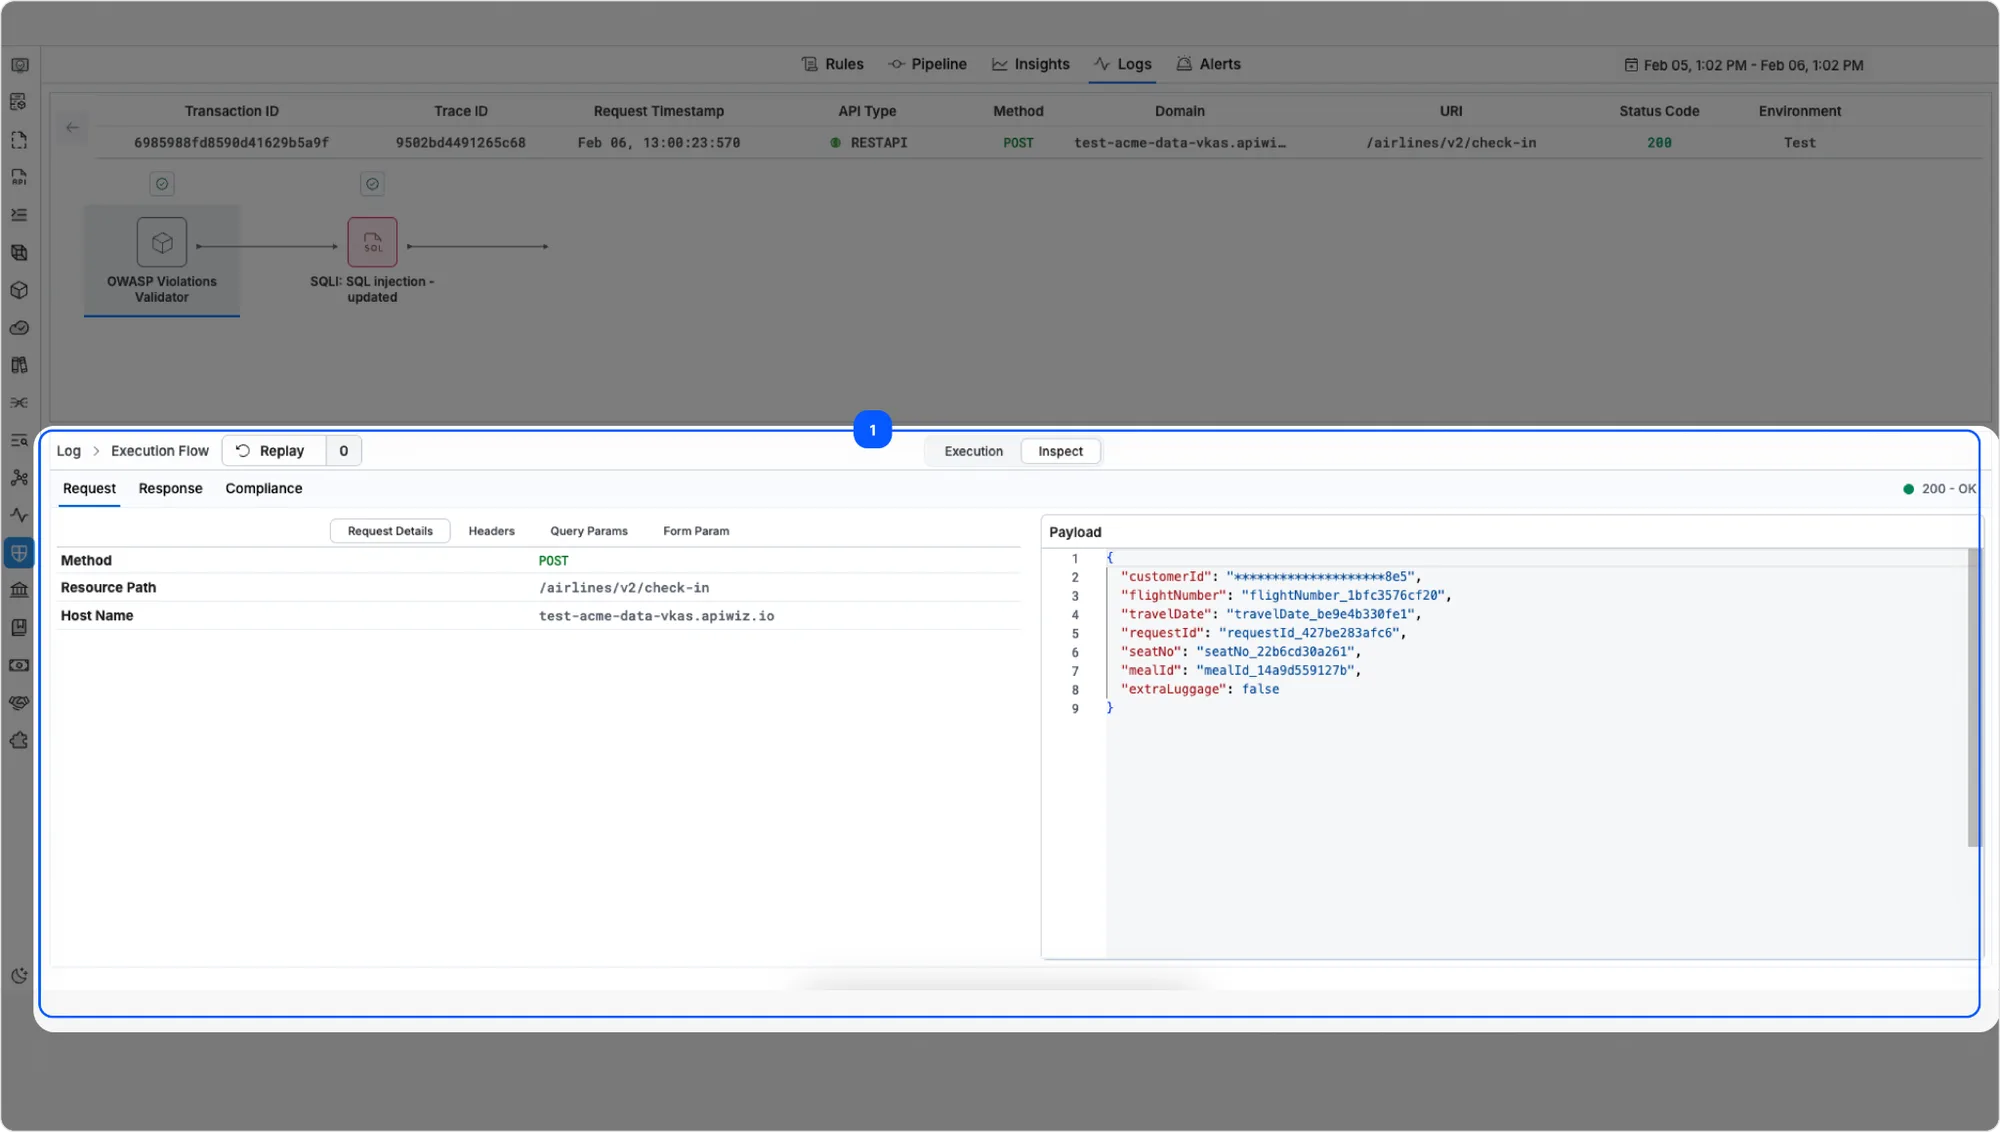 Rules Pipeline Insights Logs Alerts Feb 05, 1:02 PM - Feb 06, 1:02 PM
Transaction ID Trace ID Request Timestamp API Type Method Domain URI Status Code Environment
6985988fd8590d41629b5a9f 9502bd4491265c68 Feb 06, 13:00:23:570 RESTAPI POST test-acme-data-vkas.apiwi… /airlines/v2/check-in 200 Test
API
SQL
OWASP Violations Validator
SQLI: SQL injection - updated
1
Log > Execution Flow Replay 0 Execution Inspect
Request Response Compliance 200 - OK
Request Details Headers Query Params Form Param
Method POST
Resource Path /airlines/v2/check-in
Host Name test-acme-data-vkas.apiwiz.io
Payload
1 {
2 "customerId": "********************8e5",
3 "flightNumber": "flightNumber_1bfc3576cf20",
4 "travelDate": "travelDate_be9e4b330fe1",
5 "requestId": "requestId_427be283afc6",
6 "seatNo": "seatNo_22b6cd30a261",
7 "mealId": "mealId_14a9d559127b",
8 "extraLuggage": false
9 }